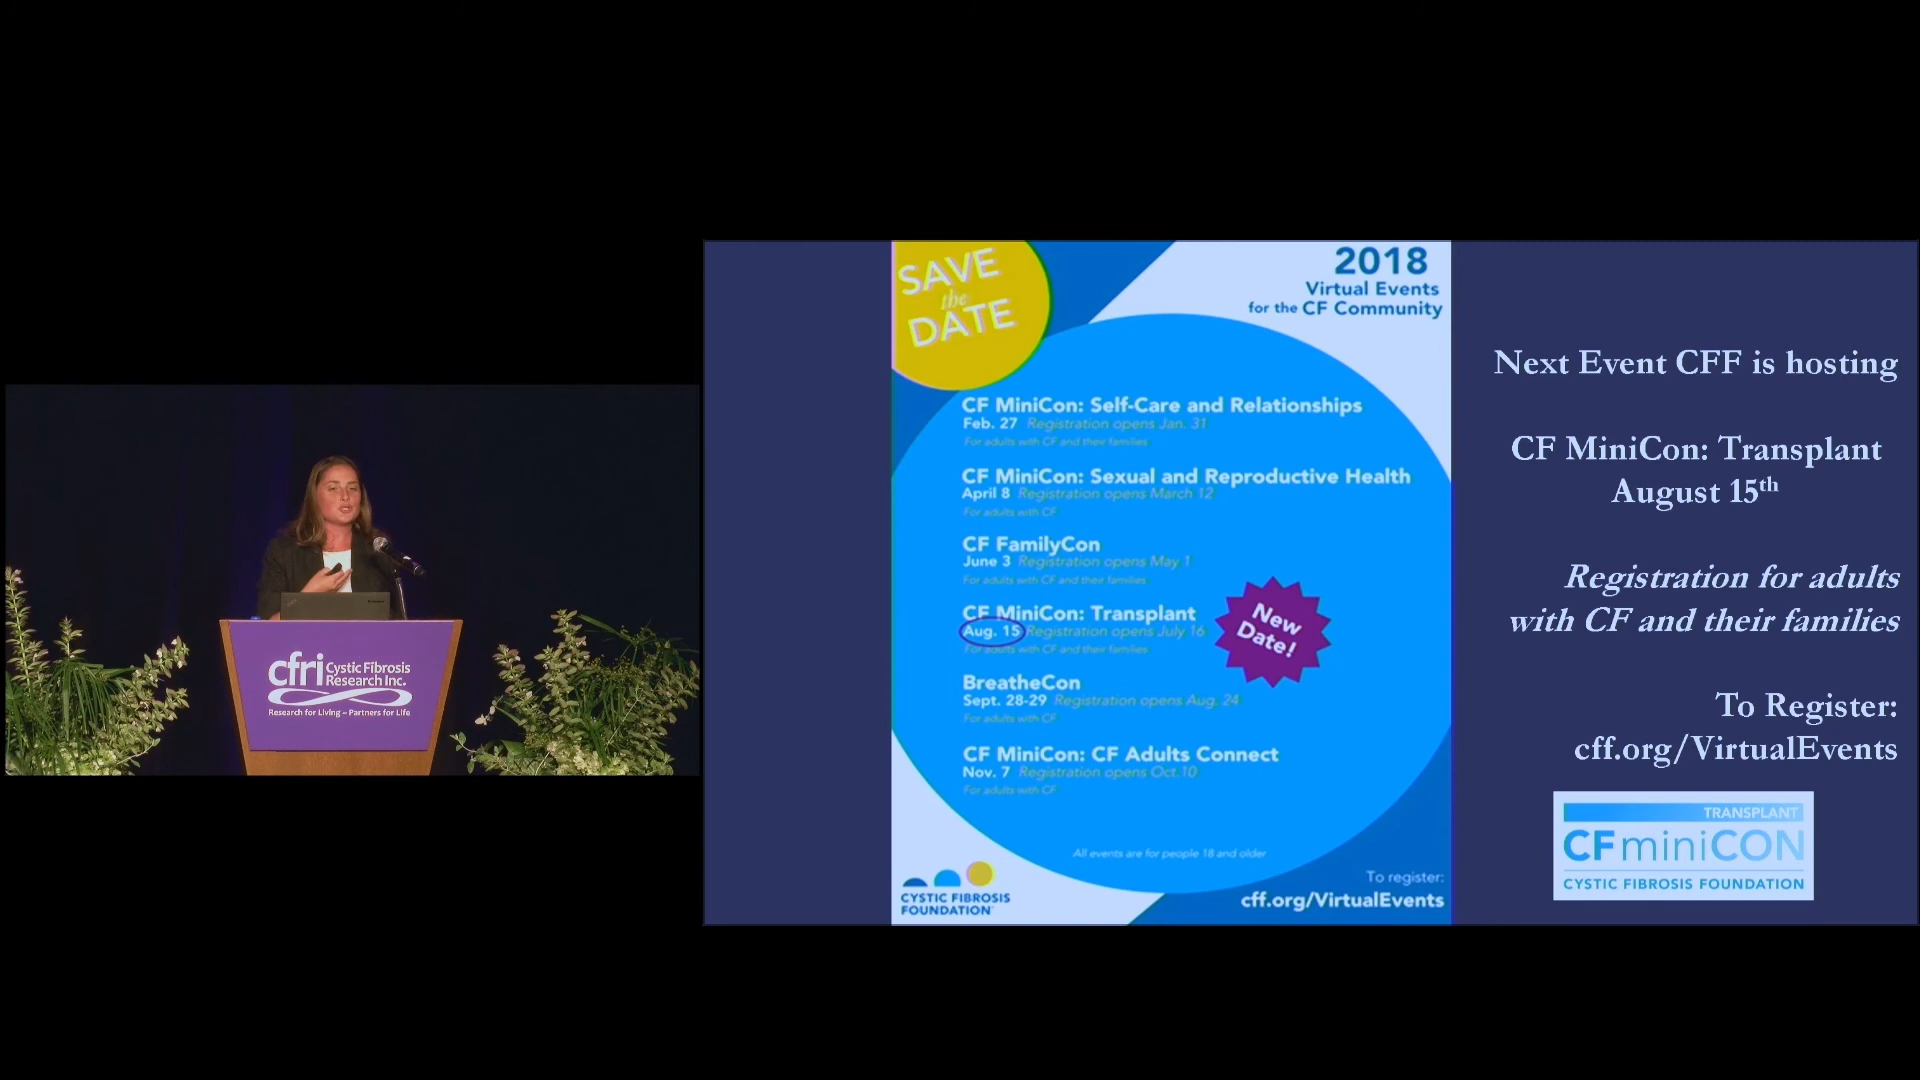 cfri Cystic Fibrosis
Research Inc.
Research for Living – Partners for Life
SAVE
the
DATE
2018
Virtual Events
for the CF Community
CF MiniCon: Self-Care and Relationships
Feb. 27 Registration opens Jan. 31
For adults with CF and their families
CF MiniCon: Sexual and Reproductive Health
April 8 Registration opens March 12
For adults with CF
CF FamilyCon
June 3 Registration opens May 1
For adults with CF and their families
CF MiniCon: Transplant
Aug. 15 Registration opens July 16
For adults with CF and their families
New
Date!
BreatheCon
Sept. 28-29 Registration opens Aug. 24
For adults with CF
CF MiniCon: CF Adults Connect
Nov. 7 Registration opens Oct.10
For adults with CF
All events are for people 18 and older
CYSTIC FIBROSIS
FOUNDATION
To register:
cff.org/VirtualEvents
Next Event CFF is hosting
CF MiniCon: Transplant
August 15th
Registration for adults
with CF and their families
To Register:
cff.org/VirtualEvents
TRANSPLANT
CFminiCON
CYSTIC FIBROSIS FOUNDATION